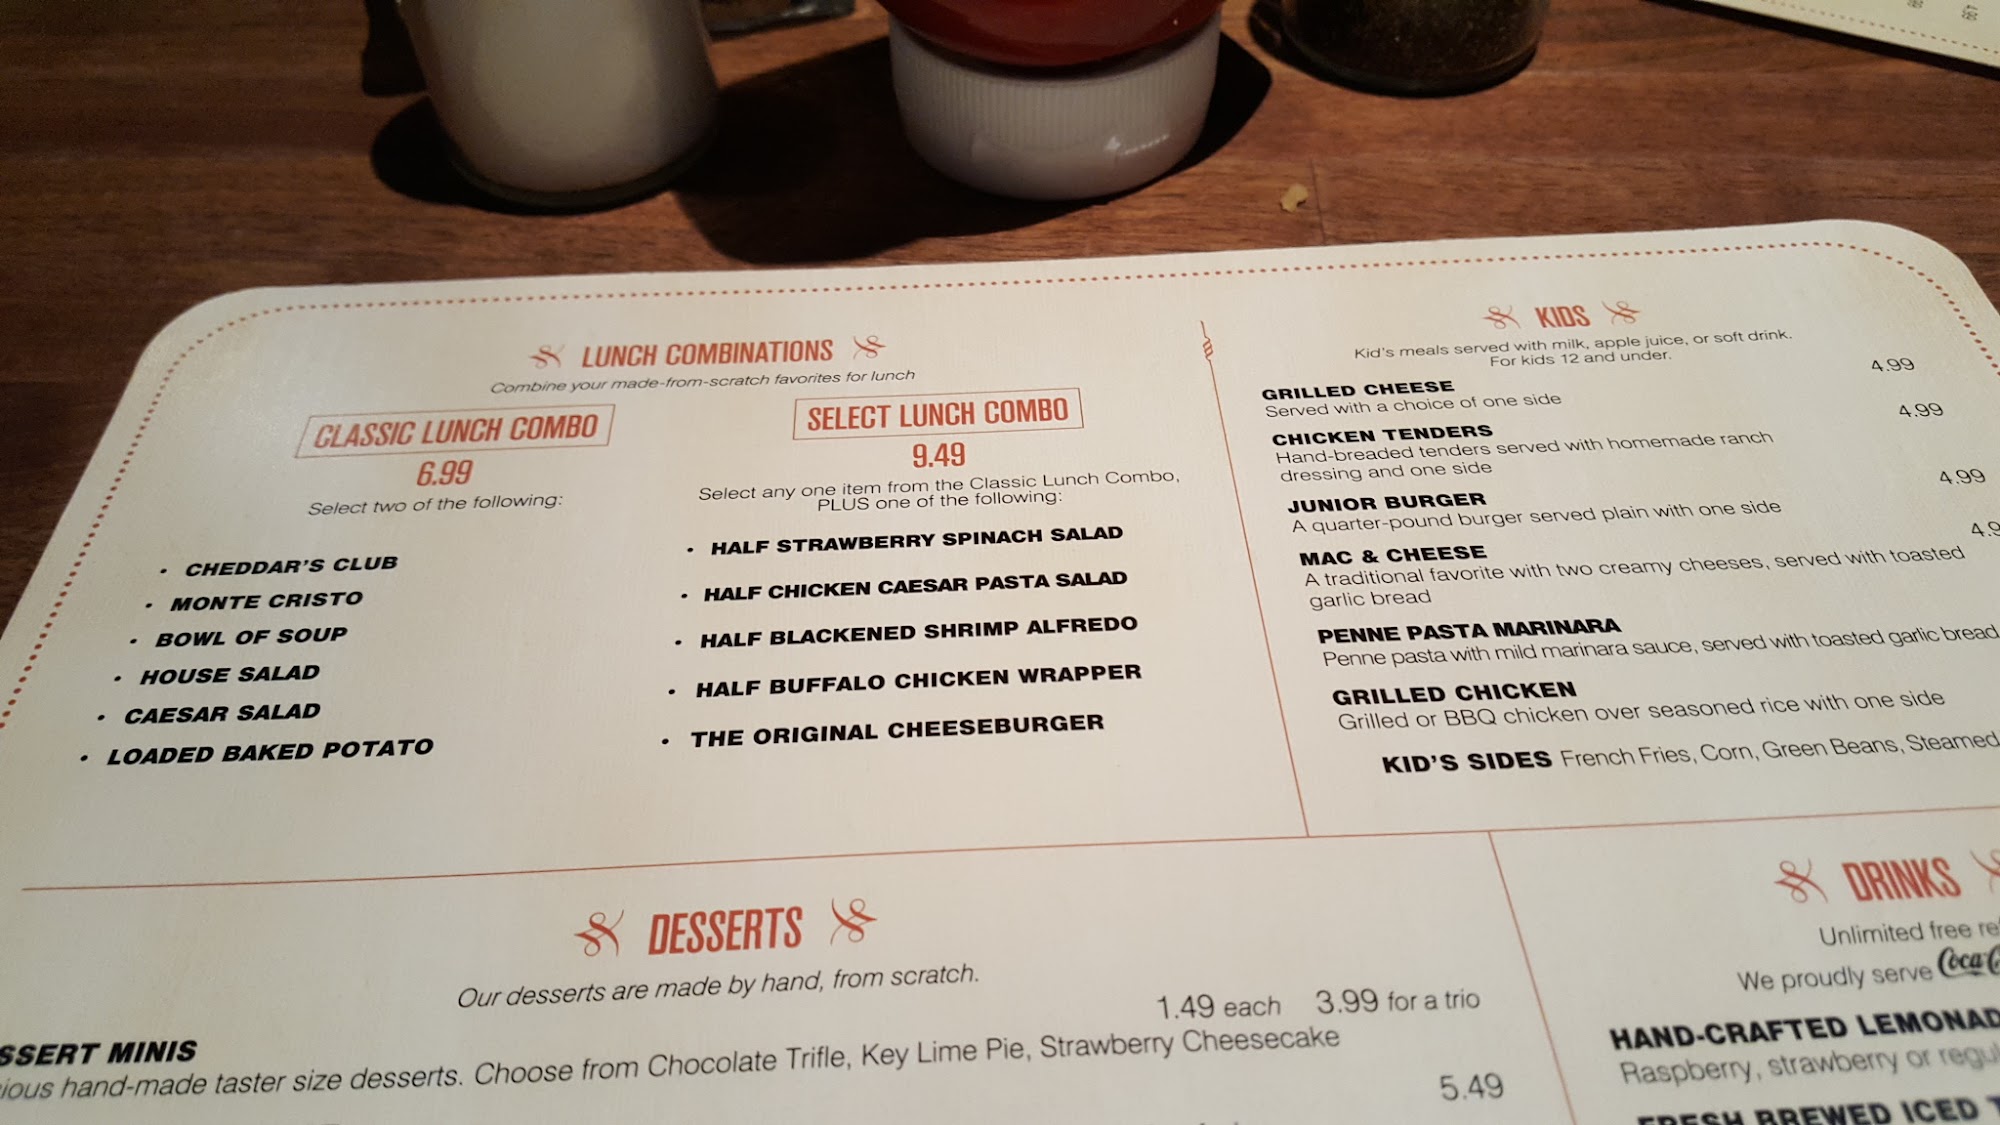 LUNCH COMBINATIONS
Combine your made-from-scratch favorites for lunch
CLASSIC LUNCH COMBO
6.99
Select two of the following:
• CHEDDAR'S CLUB
• MONTE CRISTO
• BOWL OF SOUP
• HOUSE SALAD
• CAESAR SALAD
• LOADED BAKED POTATO
SELECT LUNCH COMBO
9.49
Select any one item from the Classic Lunch Combo,
PLUS one of the following:
• HALF STRAWBERRY SPINACH SALAD
• HALF CHICKEN CAESAR PASTA SALAD
• HALF BLACKENED SHRIMP ALFREDO
• HALF BUFFALO CHICKEN WRAPPER
• THE ORIGINAL CHEESEBURGER
KIDS
Kid's meals served with milk, apple juice, or soft drink.
For kids 12 and under.
GRILLED CHEESE 4.99
Served with a choice of one side
CHICKEN TENDERS 4.99
Hand-breaded tenders served with homemade ranch
dressing and one side
JUNIOR BURGER 4.99
A quarter-pound burger served plain with one side
MAC & CHEESE 4.9
A traditional favorite with two creamy cheeses, served with toasted
garlic bread
PENNE PASTA MARINARA
Penne pasta with mild marinara sauce, served with toasted garlic bread
GRILLED CHICKEN
Grilled or BBQ chicken over seasoned rice with one side
KID'S SIDES French Fries, Corn, Green Beans, Steamed
DESSERTS
Our desserts are made by hand, from scratch.
SSERT MINIS 1.49 each 3.99 for a trio
cious hand-made taster size desserts. Choose from Chocolate Trifle, Key Lime Pie, Strawberry Cheesecake
5.49
DRINKS
Unlimited free re
We proudly serve Coca-C
HAND-CRAFTED LEMONAD
Raspberry, strawberry or regul
FRESH BREWED ICED T